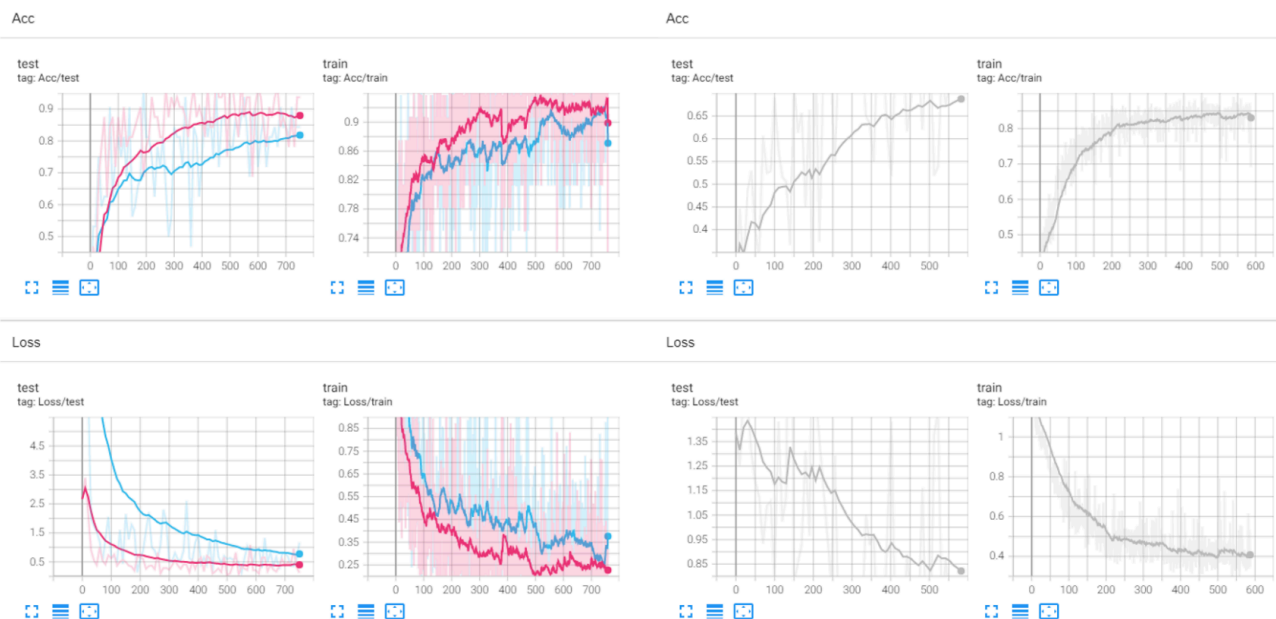 Acc
Acc
test
tag: Acc/test
0.9
0.8
0.7
0.6
0.5
0 100 200 300 400 500 600 700
train
tag: Acc/train
0.9
0.86
0.82
0.78
0.74
0 100 200 300 400 500 600 700
test
tag: Acc/test
0.65
0.6
0.55
0.5
0.45
0.4
0 100 200 300 400 500
train
tag: Acc/train
0.8
0.7
0.6
0.5
0 100 200 300 400 500 600
Loss
Loss
test
tag: Loss/test
4.5
3.5
2.5
1.5
0.5
0 100 200 300 400 500 600 700
train
tag: Loss/train
0.85
0.75
0.65
0.55
0.45
0.35
0.25
0 100 200 300 400 500 600 700
test
tag: Loss/test
1.35
1.25
1.15
1.05
0.95
0.85
0 100 200 300 400 500
train
tag: Loss/train
1
0.8
0.6
0.4
0 100 200 300 400 500 600